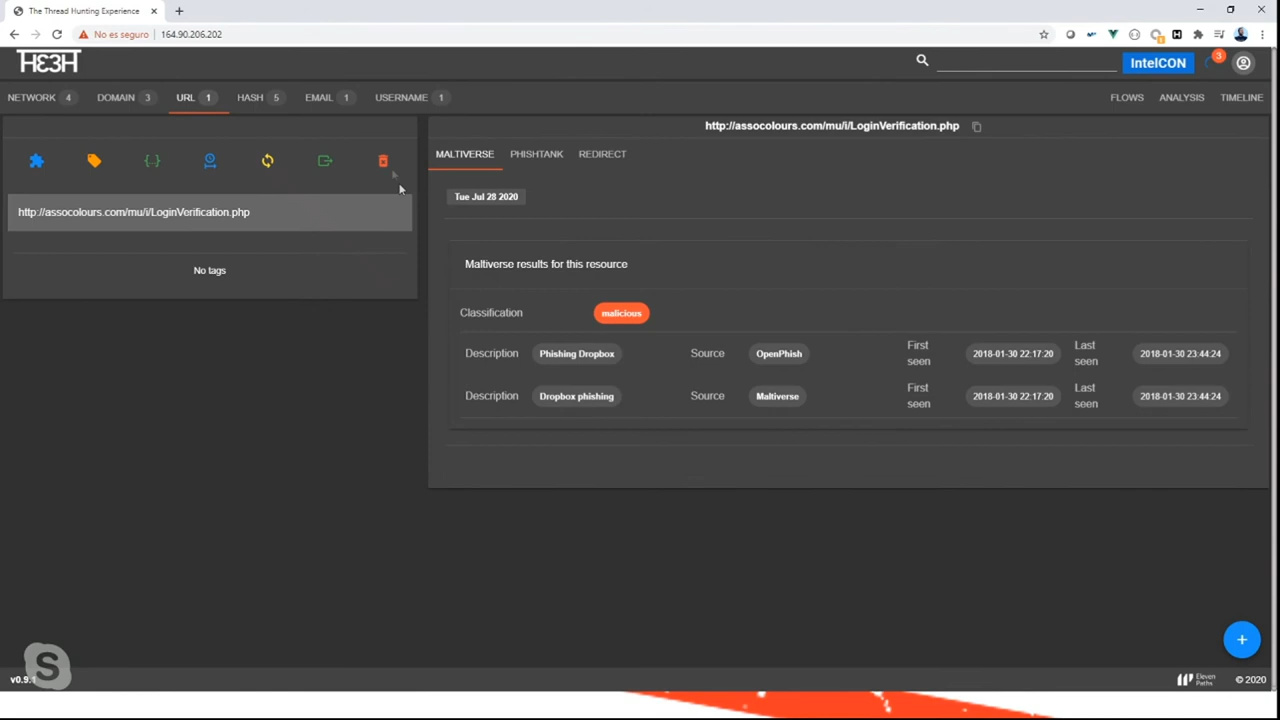 The Thread Hunting Experience
No es seguro 164.90.206.202
IntelCON 3
NETWORK 4 DOMAIN 3 URL 1 HASH 5 EMAIL 1 USERNAME 1 FLOWS ANALYSIS TIMELINE
http://assocolours.com/mu/i/LoginVerification.php
MALTIVERSE PHISHTANK REDIRECT
Tue Jul 28 2020
http://assocolours.com/mu/i/LoginVerification.php
No tags
Maltiverse results for this resource
Classification malicious
Description Phishing Dropbox Source OpenPhish First seen 2018-01-30 22:17:20 Last seen 2018-01-30 23:44:24
Description Dropbox phishing Source Maltiverse First seen 2018-01-30 22:17:20 Last seen 2018-01-30 23:44:24
S
v0.9.
Eleven Paths © 2020